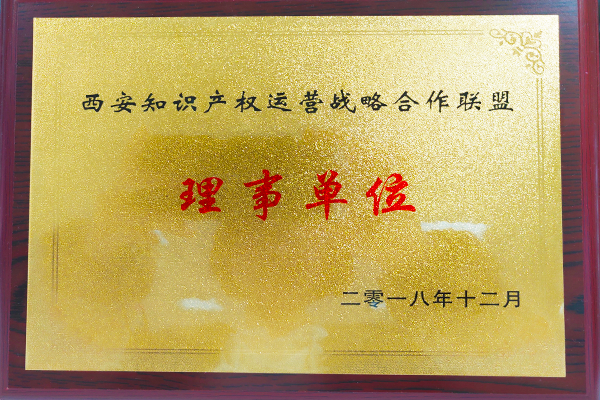 西安知识产权运营战略合作联盟
理事单位
二零一八年十二月